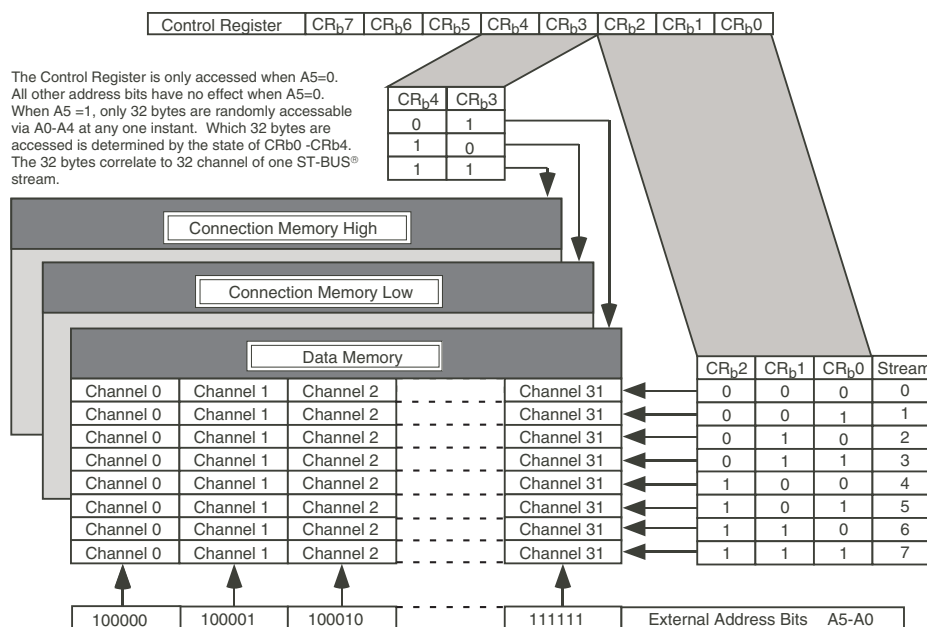 Control Register CRb7 CRb6 CRb5 CRb4 CRb3 CRb2 CRb1 CRb0
The Control Register is only accessed when A5=0.
All other address bits have no effect when A5=0.
When A5 =1, only 32 bytes are randomly accessable
via A0-A4 at any one instant. Which 32 bytes are
accessed is determined by the state of CRb0 -CRb4.
The 32 bytes correlate to 32 channel of one ST-BUS®
stream.
CRb4 CRb3
0 1
1 0
1 1
Connection Memory High
Connection Memory Low
Data Memory
CRb2 CRb1 CRb0 Stream
Channel 0 Channel 1 Channel 2 Channel 31 0 0 0 0
Channel 0 Channel 1 Channel 2 Channel 31 0 0 1 1
Channel 0 Channel 1 Channel 2 Channel 31 0 1 0 2
Channel 0 Channel 1 Channel 2 Channel 31 0 1 1 3
Channel 0 Channel 1 Channel 2 Channel 31 1 0 0 4
Channel 0 Channel 1 Channel 2 Channel 31 1 0 1 5
Channel 0 Channel 1 Channel 2 Channel 31 1 1 0 6
Channel 0 Channel 1 Channel 2 Channel 31 1 1 1 7
100000 100001 100010 111111 External Address Bits A5-A0